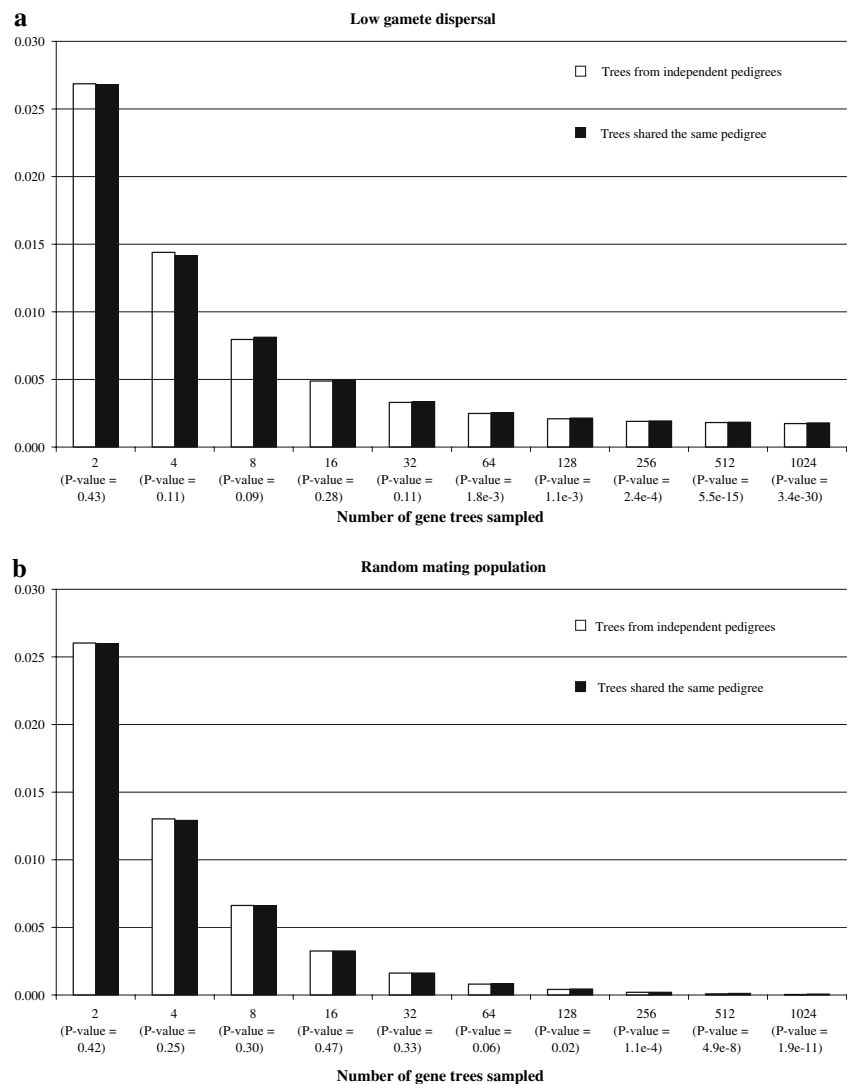 a
Low gamete dispersal
0.030
0.025
0.020
0.015
0.010
0.005
0.000
Trees from independent pedigrees
Trees shared the same pedigree
2 4 8 16 32 64 128 256 512 1024
(P-value = (P-value = (P-value = (P-value = (P-value = (P-value = (P-value = (P-value = (P-value = (P-value =
0.43) 0.11) 0.09) 0.28) 0.11) 1.8e-3) 1.1e-3) 2.4e-4) 5.5e-15) 3.4e-30)
Number of gene trees sampled
b
Random mating population
0.030
0.025
0.020
0.015
0.010
0.005
0.000
Trees from independent pedigrees
Trees shared the same pedigree
2 4 8 16 32 64 128 256 512 1024
(P-value = (P-value = (P-value = (P-value = (P-value = (P-value = (P-value = (P-value = (P-value = (P-value =
0.42) 0.25) 0.30) 0.47) 0.33) 0.06) 0.02) 1.1e-4) 4.9e-8) 1.9e-11)
Number of gene trees sampled